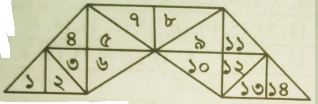 ৭ ৮
৪ ৫ ৯ ১১
৩ ৬ ১০ ১২
১ ২ ১৩ ১৪